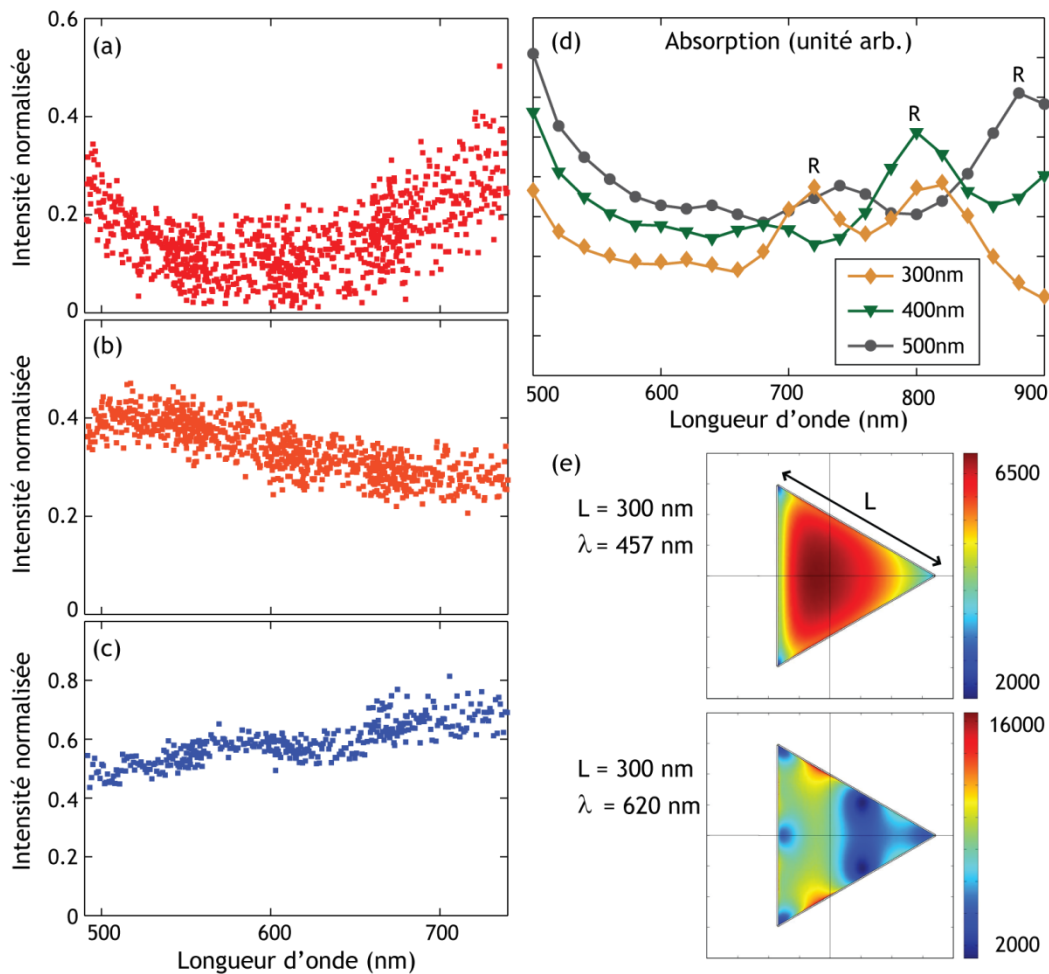 (a)
Intensité normalisée
0.6
0.4
0.2
0
(b)
Intensité normalisée
0.4
0.2
0
(c)
Intensité normalisée
0.8
0.6
0.4
0.2
0
500 600 700
Longueur d'onde (nm)
(d) Absorption (unité arb.)
R R R
300nm
400nm
500nm
500 600 700 800 900
Longueur d'onde (nm)
(e)
L = 300 nm
λ = 457 nm
L
6500
2000
L = 300 nm
λ = 620 nm
16000
2000